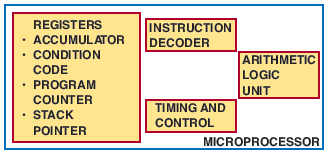 REGISTERS
• ACCUMULATOR
• CONDITION
CODE
• PROGRAM
COUNTER
• STACK
POINTER
INSTRUCTION
DECODER
ARITHMETIC
LOGIC
UNIT
TIMING AND
CONTROL
MICROPROCESSOR